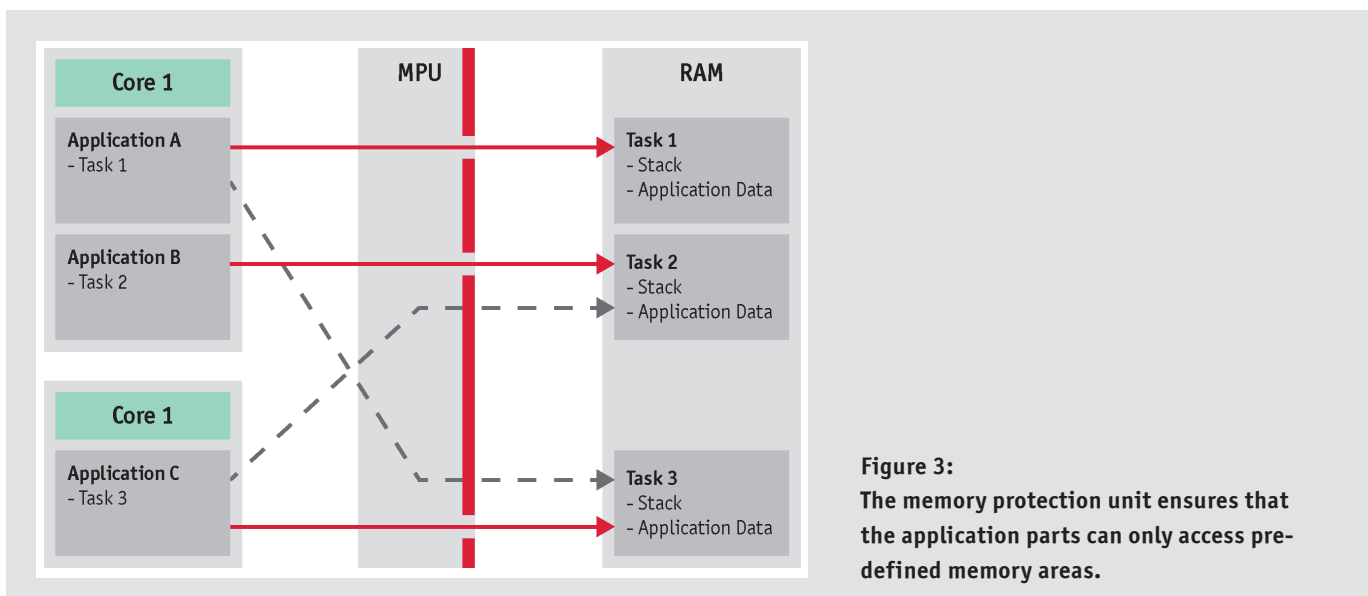 Core 1
Application A
- Task 1
Application B
- Task 2
Core 1
Application C
- Task 3
MPU
RAM
Task 1
- Stack
- Application Data
Task 2
- Stack
- Application Data
Task 3
- Stack
- Application Data
Figure 3:
The memory protection unit ensures that
the application parts can only access pre-
defined memory areas.